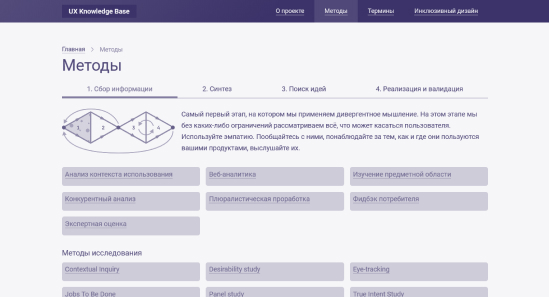 UX Knowledge Base
О проекте
Методы
Термины
Инклюзивный дизайн
Главная > Методы
Методы
1. Сбор информации
2. Синтез
3. Поиск идей
4. Реализация и валидация
1 2 3 4
Самый первый этап, на котором мы применяем дивергентное мышление. На этом этапе мы
без каких-либо ограничений рассматриваем всё, что может касаться пользователя.
Используйте эмпатию. Пообщайтесь с ними, понаблюдайте за тем, как и где они пользуются
вашими продуктами, выслушайте их.
Анализ контекста использования
Веб-аналитика
Изучение предметной области
Конкурентный анализ
Плюралистическая проработка
Фидбэк потребителя
Экспертная оценка
Методы исследования
Contextual Inquiry
Desirability study
Eye-tracking
Jobs To Be Done
Panel study
True Intent Study